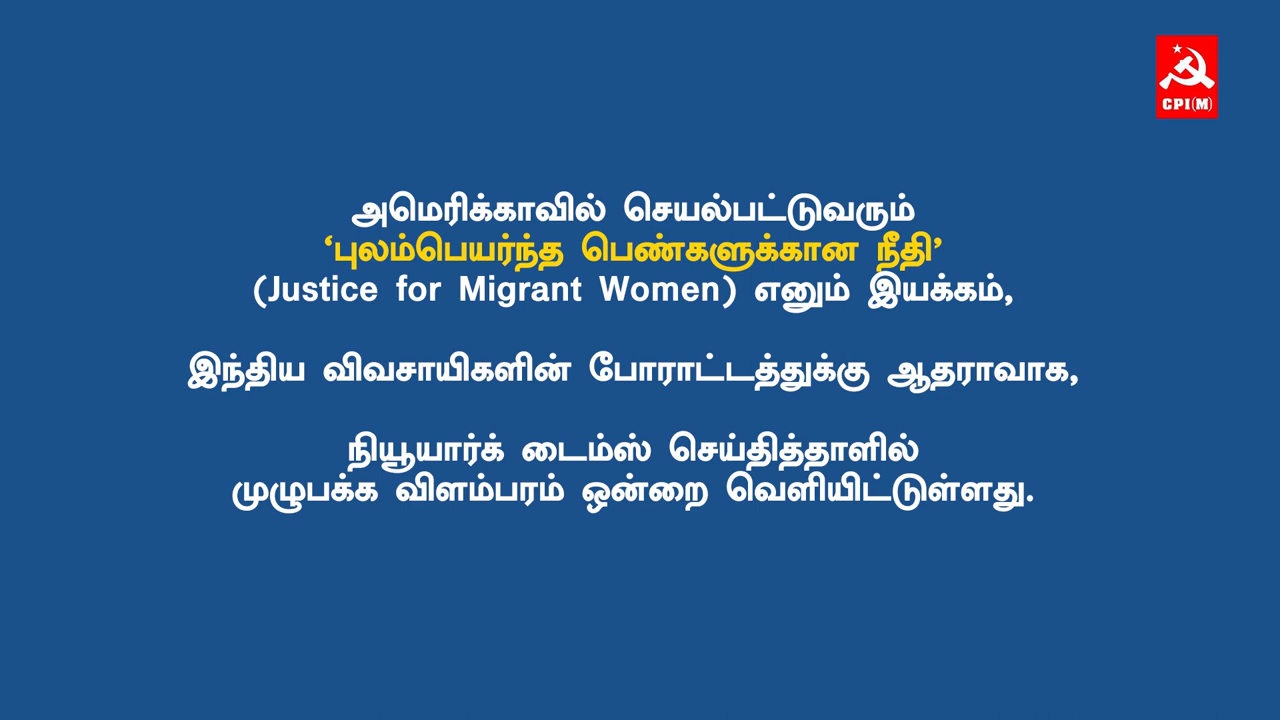 CPI(M)
அமெரிக்காவில் செயல்பட்டுவரும்
‘புலம்பெயர்ந்த பெண்களுக்கான நீதி’
(Justice for Migrant Women) எனும் இயக்கம்,
இந்திய விவசாயிகளின் போராட்டத்துக்கு ஆதராவாக,
நியூயார்க் டைம்ஸ் செய்தித்தாளில்
முழுபக்க விளம்பரம் ஒன்றை வெளியிட்டுள்ளது.